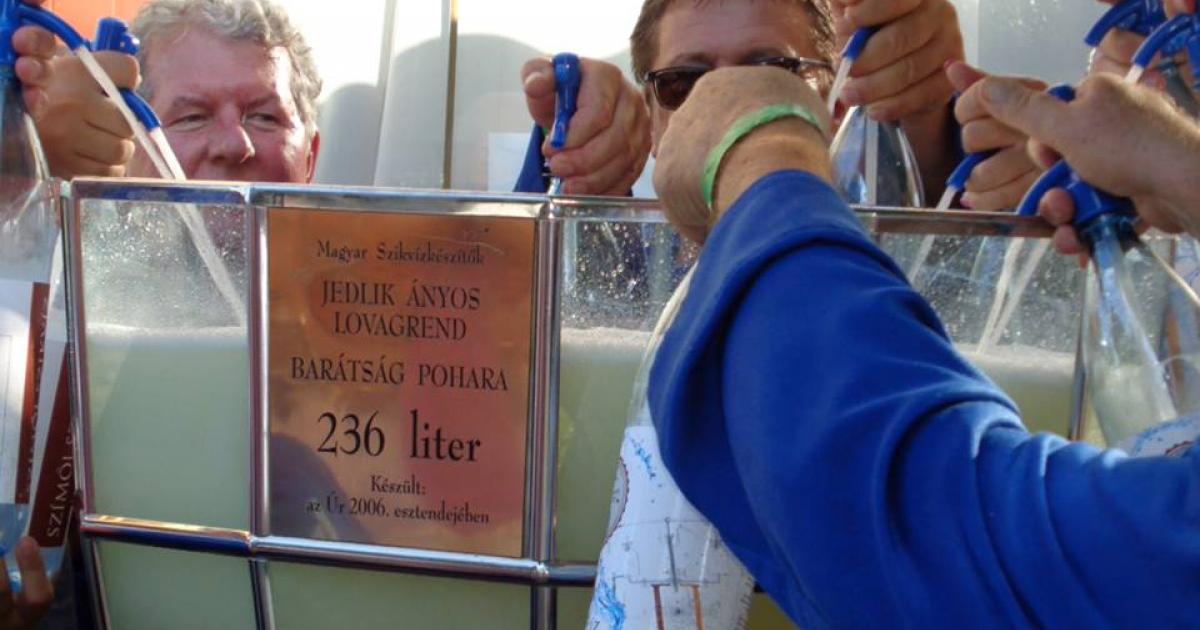 Magyar Szikvízkészítők
JEDLIK ÁNYOS
LOVAGREND
BARÁTSÁG POHARA
236 liter
Készült:
az Úr 2006. esztendejében